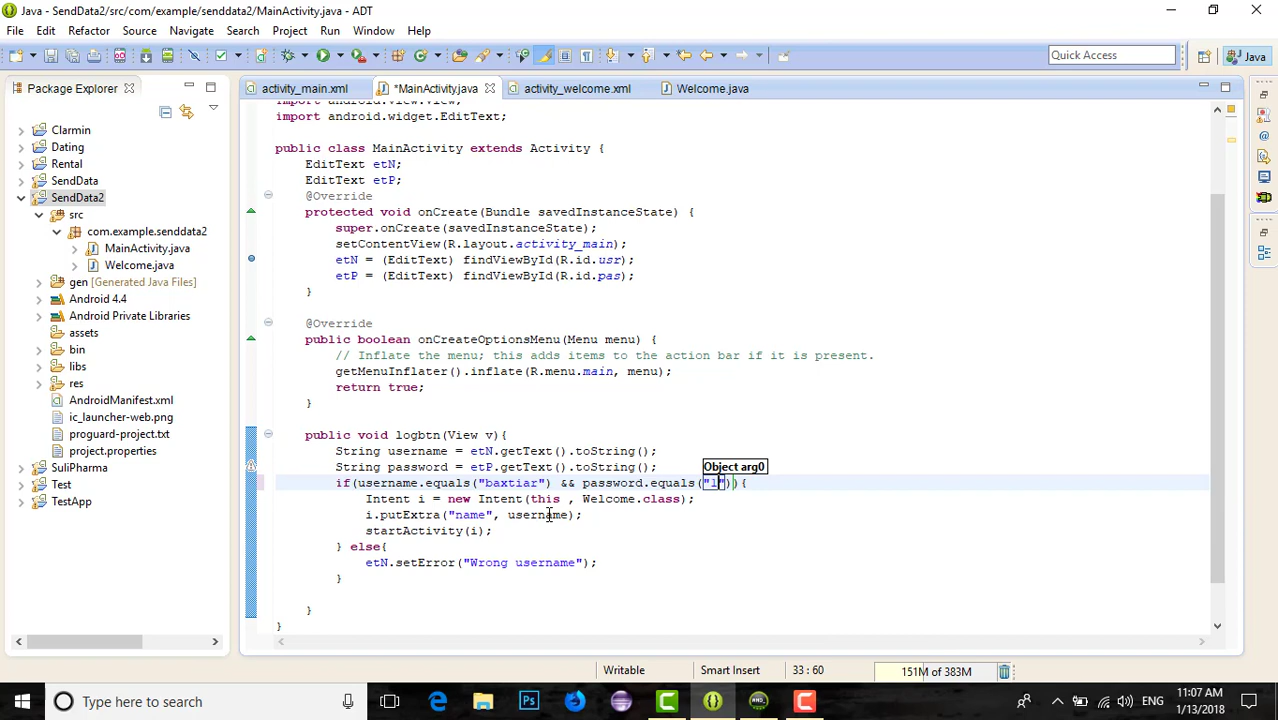 Java - SendData2/src/com/example/senddata2/MainActivity.java - ADT
File Edit Refactor Source Navigate Search Project Run Window Help
Quick Access
Java
Package Explorer
activity_main.xml
*MainActivity.java
activity_welcome.xml
Welcome.java
Clarmin
Dating
Rental
SendData
SendData2
src
com.example.senddata2
MainActivity.java
Welcome.java
gen [Generated Java Files]
Android 4.4
Android Private Libraries
assets
bin
libs
res
AndroidManifest.xml
ic_launcher-web.png
proguard-project.txt
project.properties
SuliPharma
Test
TestApp
import android.view.View;
import android.widget.EditText;
public class MainActivity extends Activity {
EditText etN;
EditText etP;
@Override
protected void onCreate(Bundle savedInstanceState) {
super.onCreate(savedInstanceState);
setContentView(R.layout.activity_main);
etN = (EditText) findViewById(R.id.usr);
etP = (EditText) findViewById(R.id.pas);
}
@Override
public boolean onCreateOptionsMenu(Menu menu) {
// Inflate the menu; this adds items to the action bar if it is present.
getMenuInflater().inflate(R.menu.main, menu);
return true;
}
public void logbtn(View v){
String username = etN.getText().toString();
String password = etP.getText().toString();
Object arg0
if(username.equals("baxtiar") && password.equals("1")){
Intent i = new Intent(this , Welcome.class);
i.putExtra("name", username);
startActivity(i);
} else{
etN.setError("Wrong username");
}
}
}
Writable
Smart Insert
33 : 60
151M of 383M
Type here to search
ENG
11:07 AM
1/13/2018